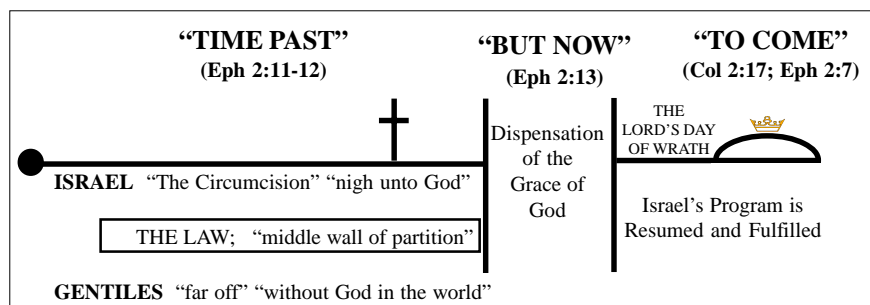 “TIME PAST”
(Eph 2:11-12)
“BUT NOW”
(Eph 2:13)
“TO COME”
(Col 2:17; Eph 2:7)
ISRAEL “The Circumcision” “nigh unto God”
THE LAW; “middle wall of partition”
GENTILES “far off” “without God in the world”
Dispensation
of the
Grace of
God
THE
LORD’S DAY
OF WRATH
Israel’s Program is
Resumed and Fulfilled